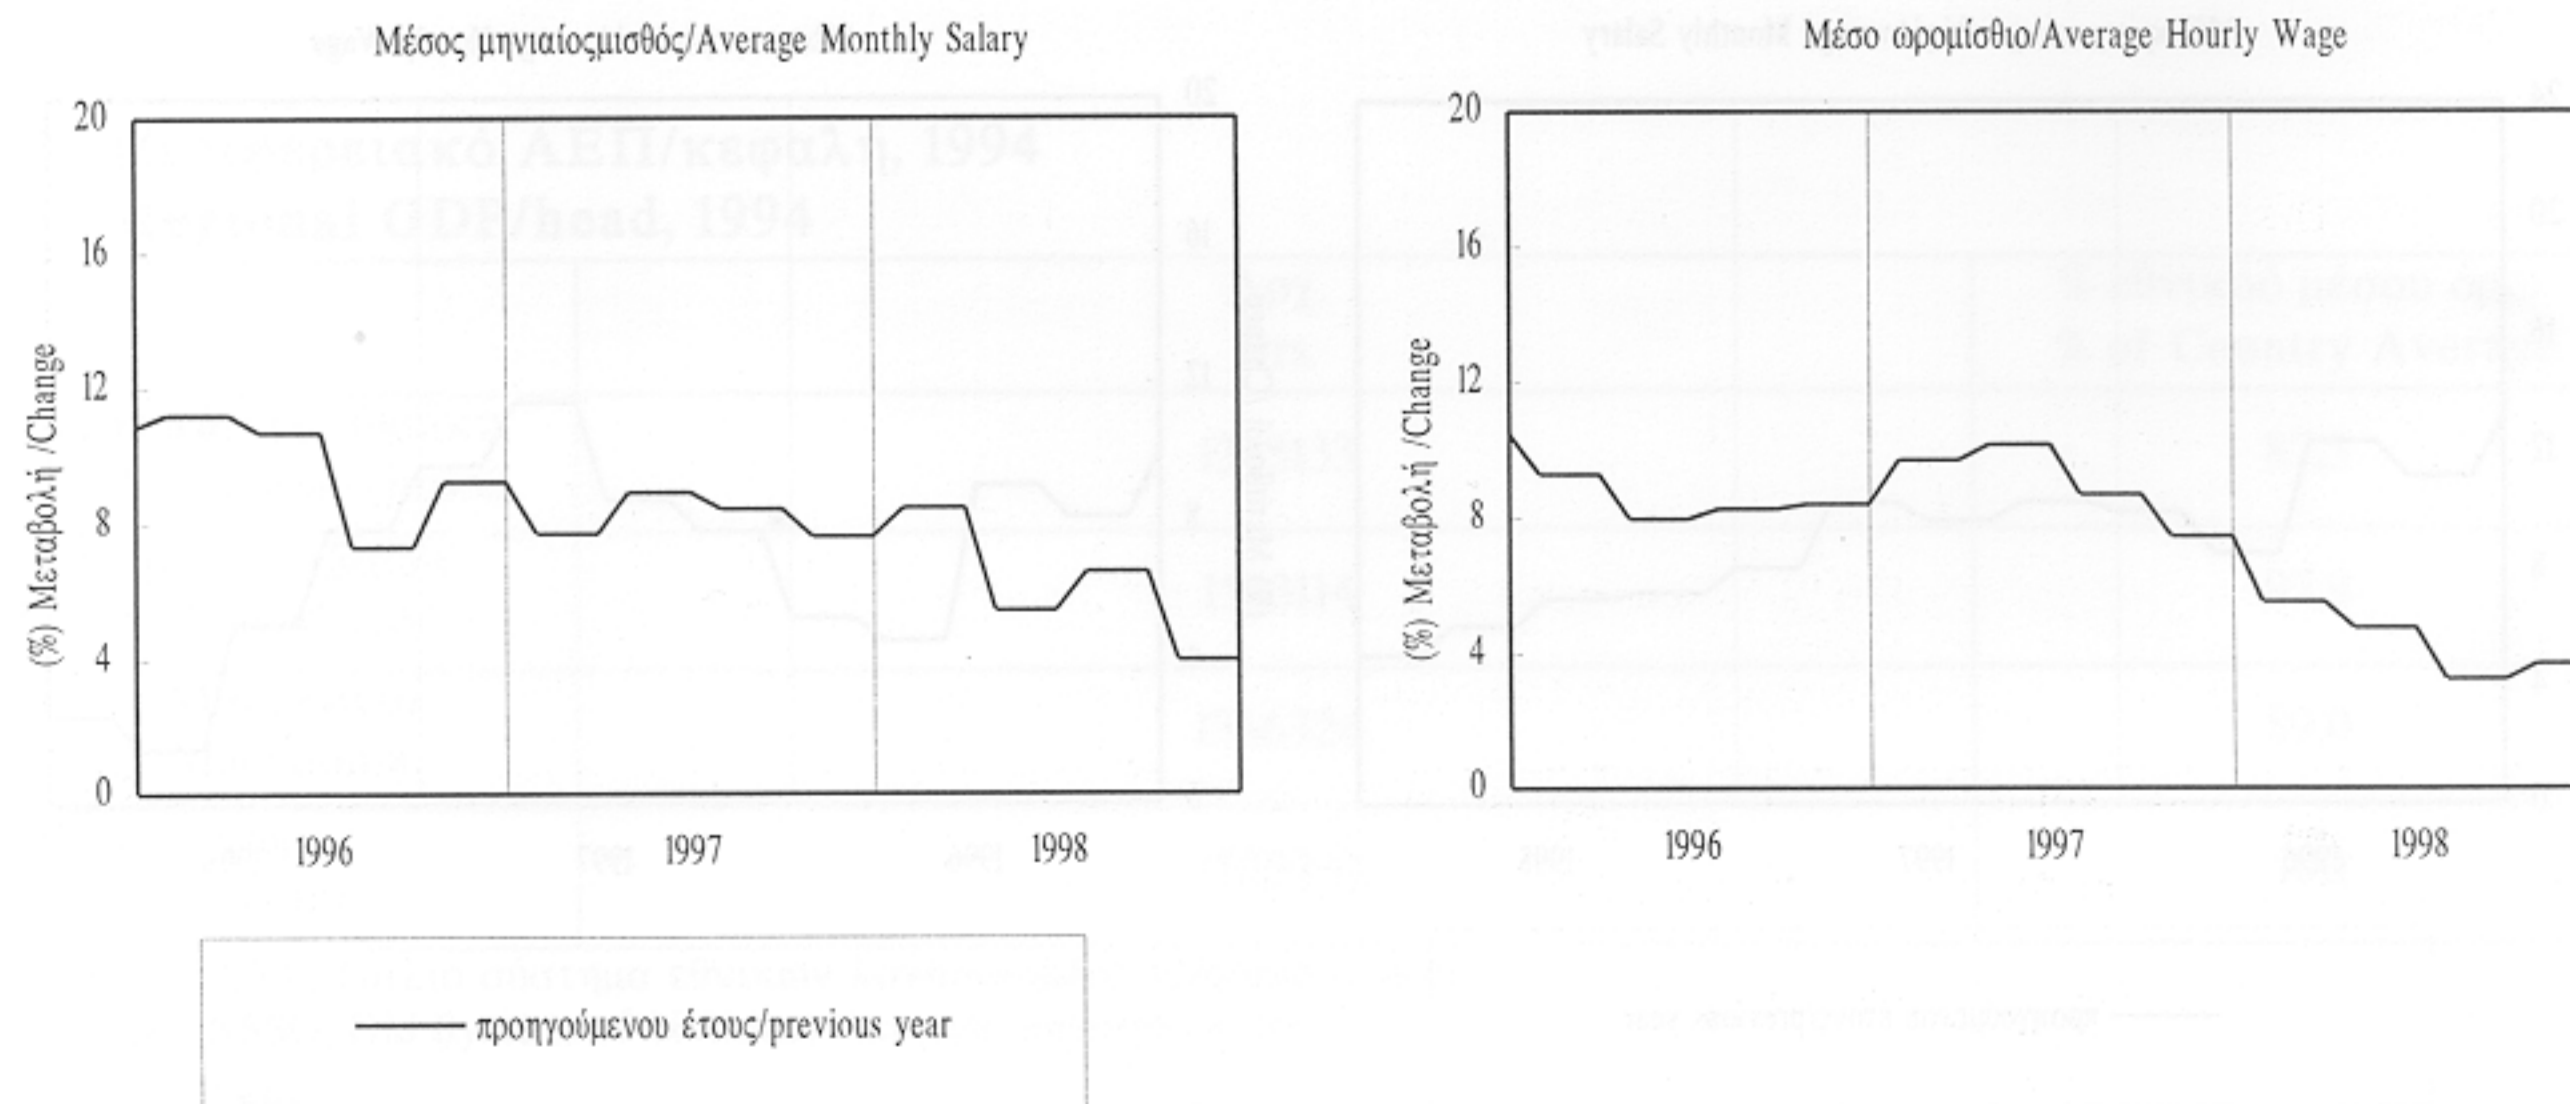 Μέσος μηνιαίοςμισθός/Average Monthly Salary
20
16
12
8
4
0
(%) Μεταβολή /Change
1996 1997 1998
Μέσο ωρομίσθιο/Average Hourly Wage
20
16
12
8
4
0
(%) Μεταβολή /Change
1996 1997 1998
προηγούμενου έτους/previous year